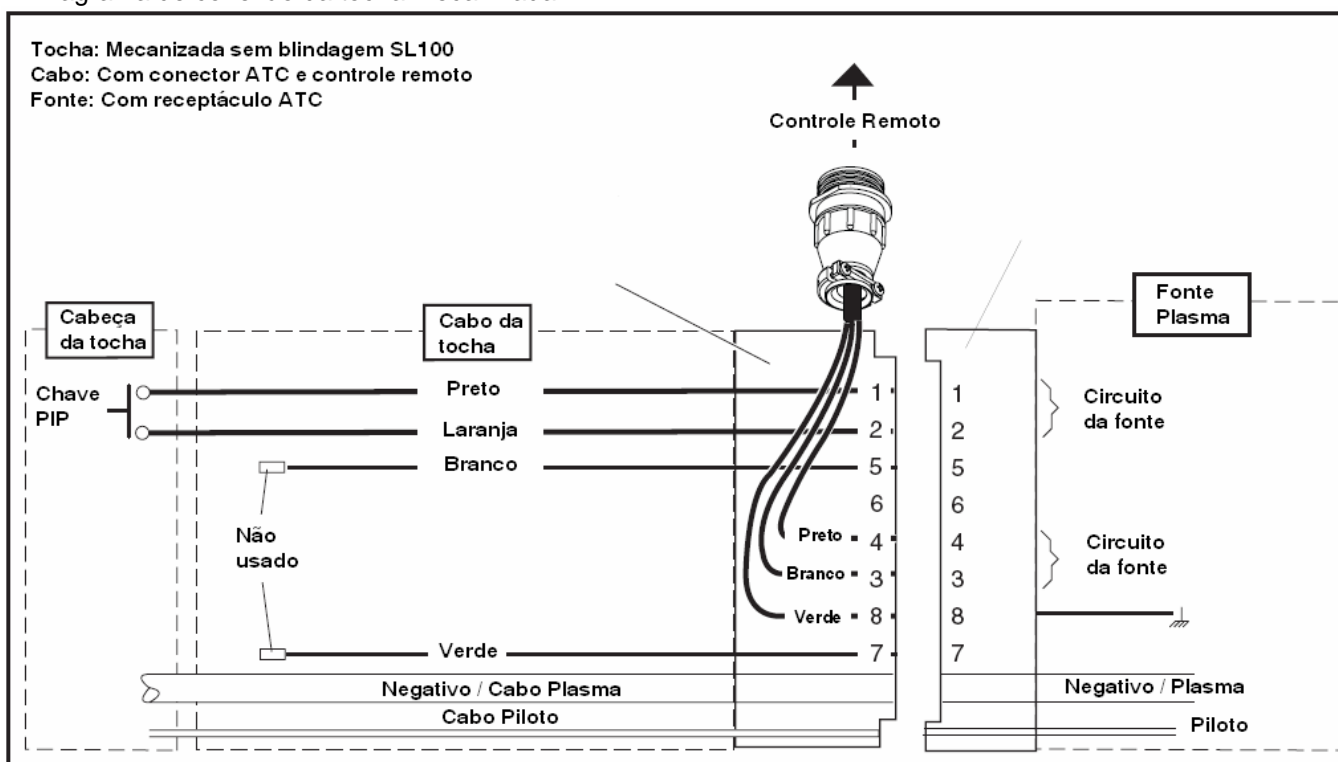 Tocha: Mecanizada sem blindagem SL100
Cabo: Com conector ATC e controle remoto
Fonte: Com receptáculo ATC
Controle Remoto
Cabeça
da tocha
Cabo da
tocha
Fonte
Plasma
Chave
PIP
Preto
Laranja
Branco
Não
usado
Verde
1
2
5
6
Preto 4
Branco 3
Verde 8
7
1
2
5
6
4
3
8
7
Circuito
da fonte
Circuito
da fonte
Negativo / Cabo Plasma
Cabo Piloto
Negativo / Plasma
Piloto